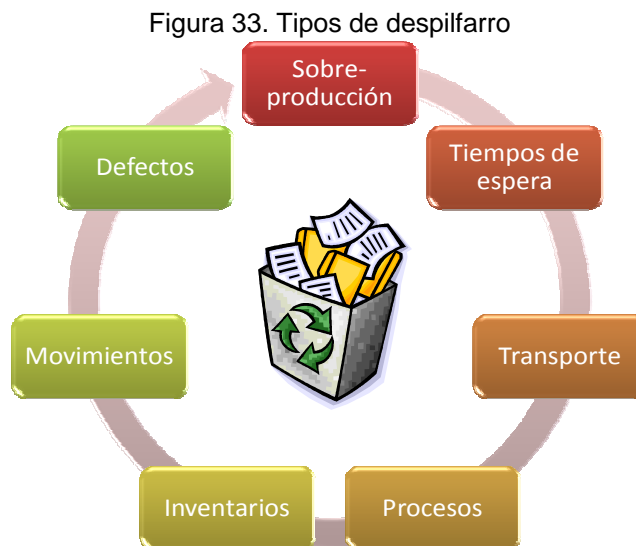 Figura 33. Tipos de despilfarro
Sobre-
producción
Tiempos de
espera
Transporte
Procesos
Inventarios
Movimientos
Defectos